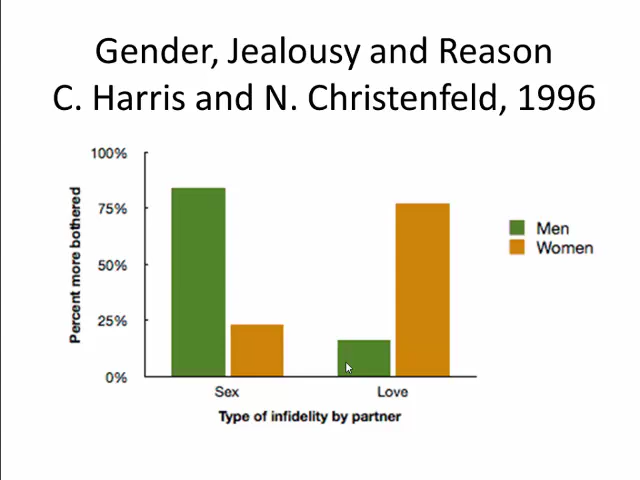 Gender, Jealousy and Reason
C. Harris and N. Christenfeld, 1996
100%
75%
50%
25%
0%
Percent more bothered
Men
Women
Sex
Love
Type of infidelity by partner